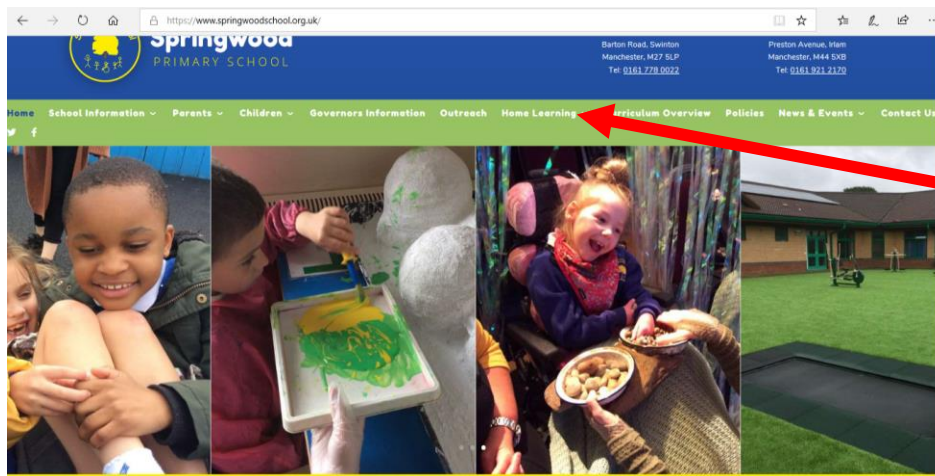 https://www.springwoodschool.org.uk/
Springwood
PRIMARY SCHOOL
Barton Road, Swinton
Manchester, M27 5LP
Tel: 0161 778 0022
Preston Avenue, Irlam
Manchester, M44 5XB
Tel: 0161 921 2170
Home School Information Parents Children Governors Information Outreach Home Learning Curriculum Overview Policies News & Events Contact Us